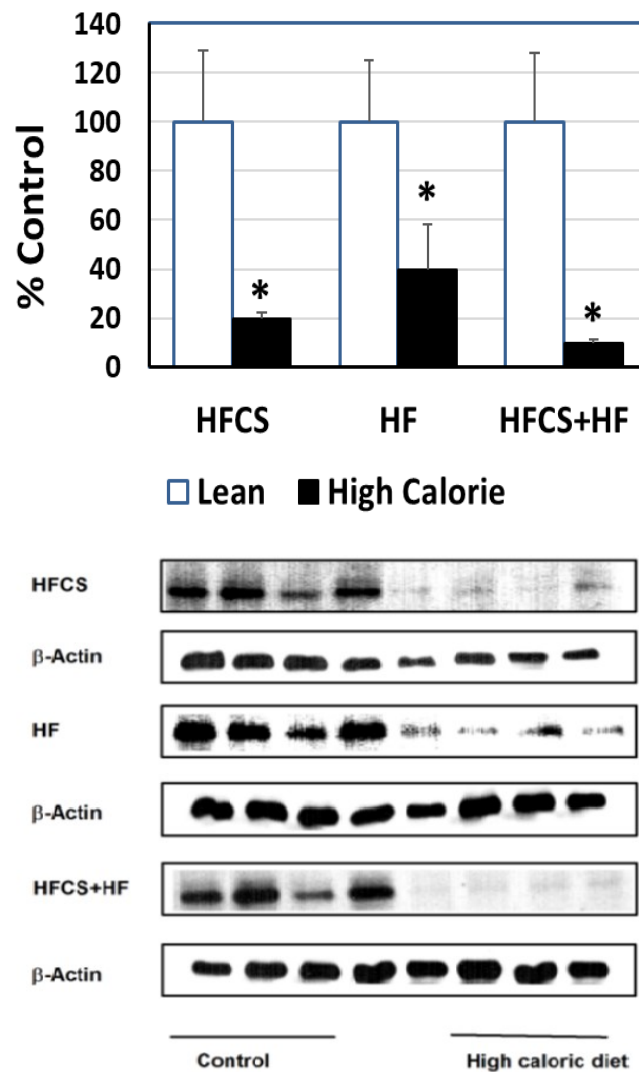 % Control
140
120
100
80
60
40
20
0
*
*
*
HFCS
HF
HFCS+HF
Lean
High Calorie
HFCS
β-Actin
HF
β-Actin
HFCS+HF
β-Actin
Control
High caloric diet